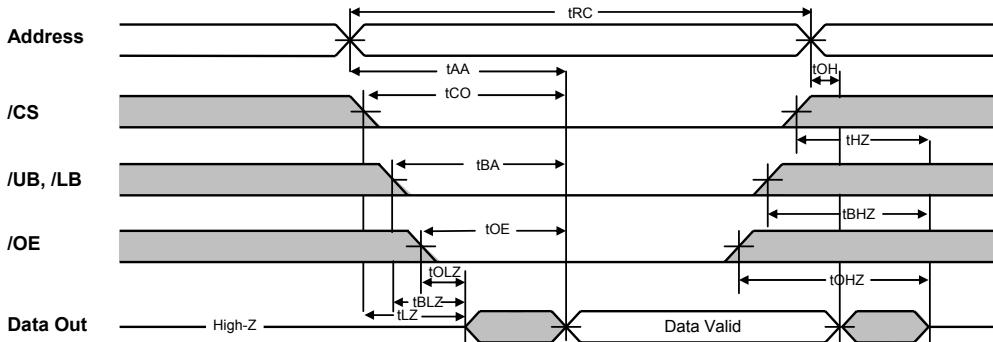 tRC
Address
tAA
tOH
tCO
/CS
tHZ
tBA
/UB, /LB
tBHZ
tOE
/OE
tOLZ
tOHZ
tBLZ
tLZ
Data Out
High-Z
Data Valid